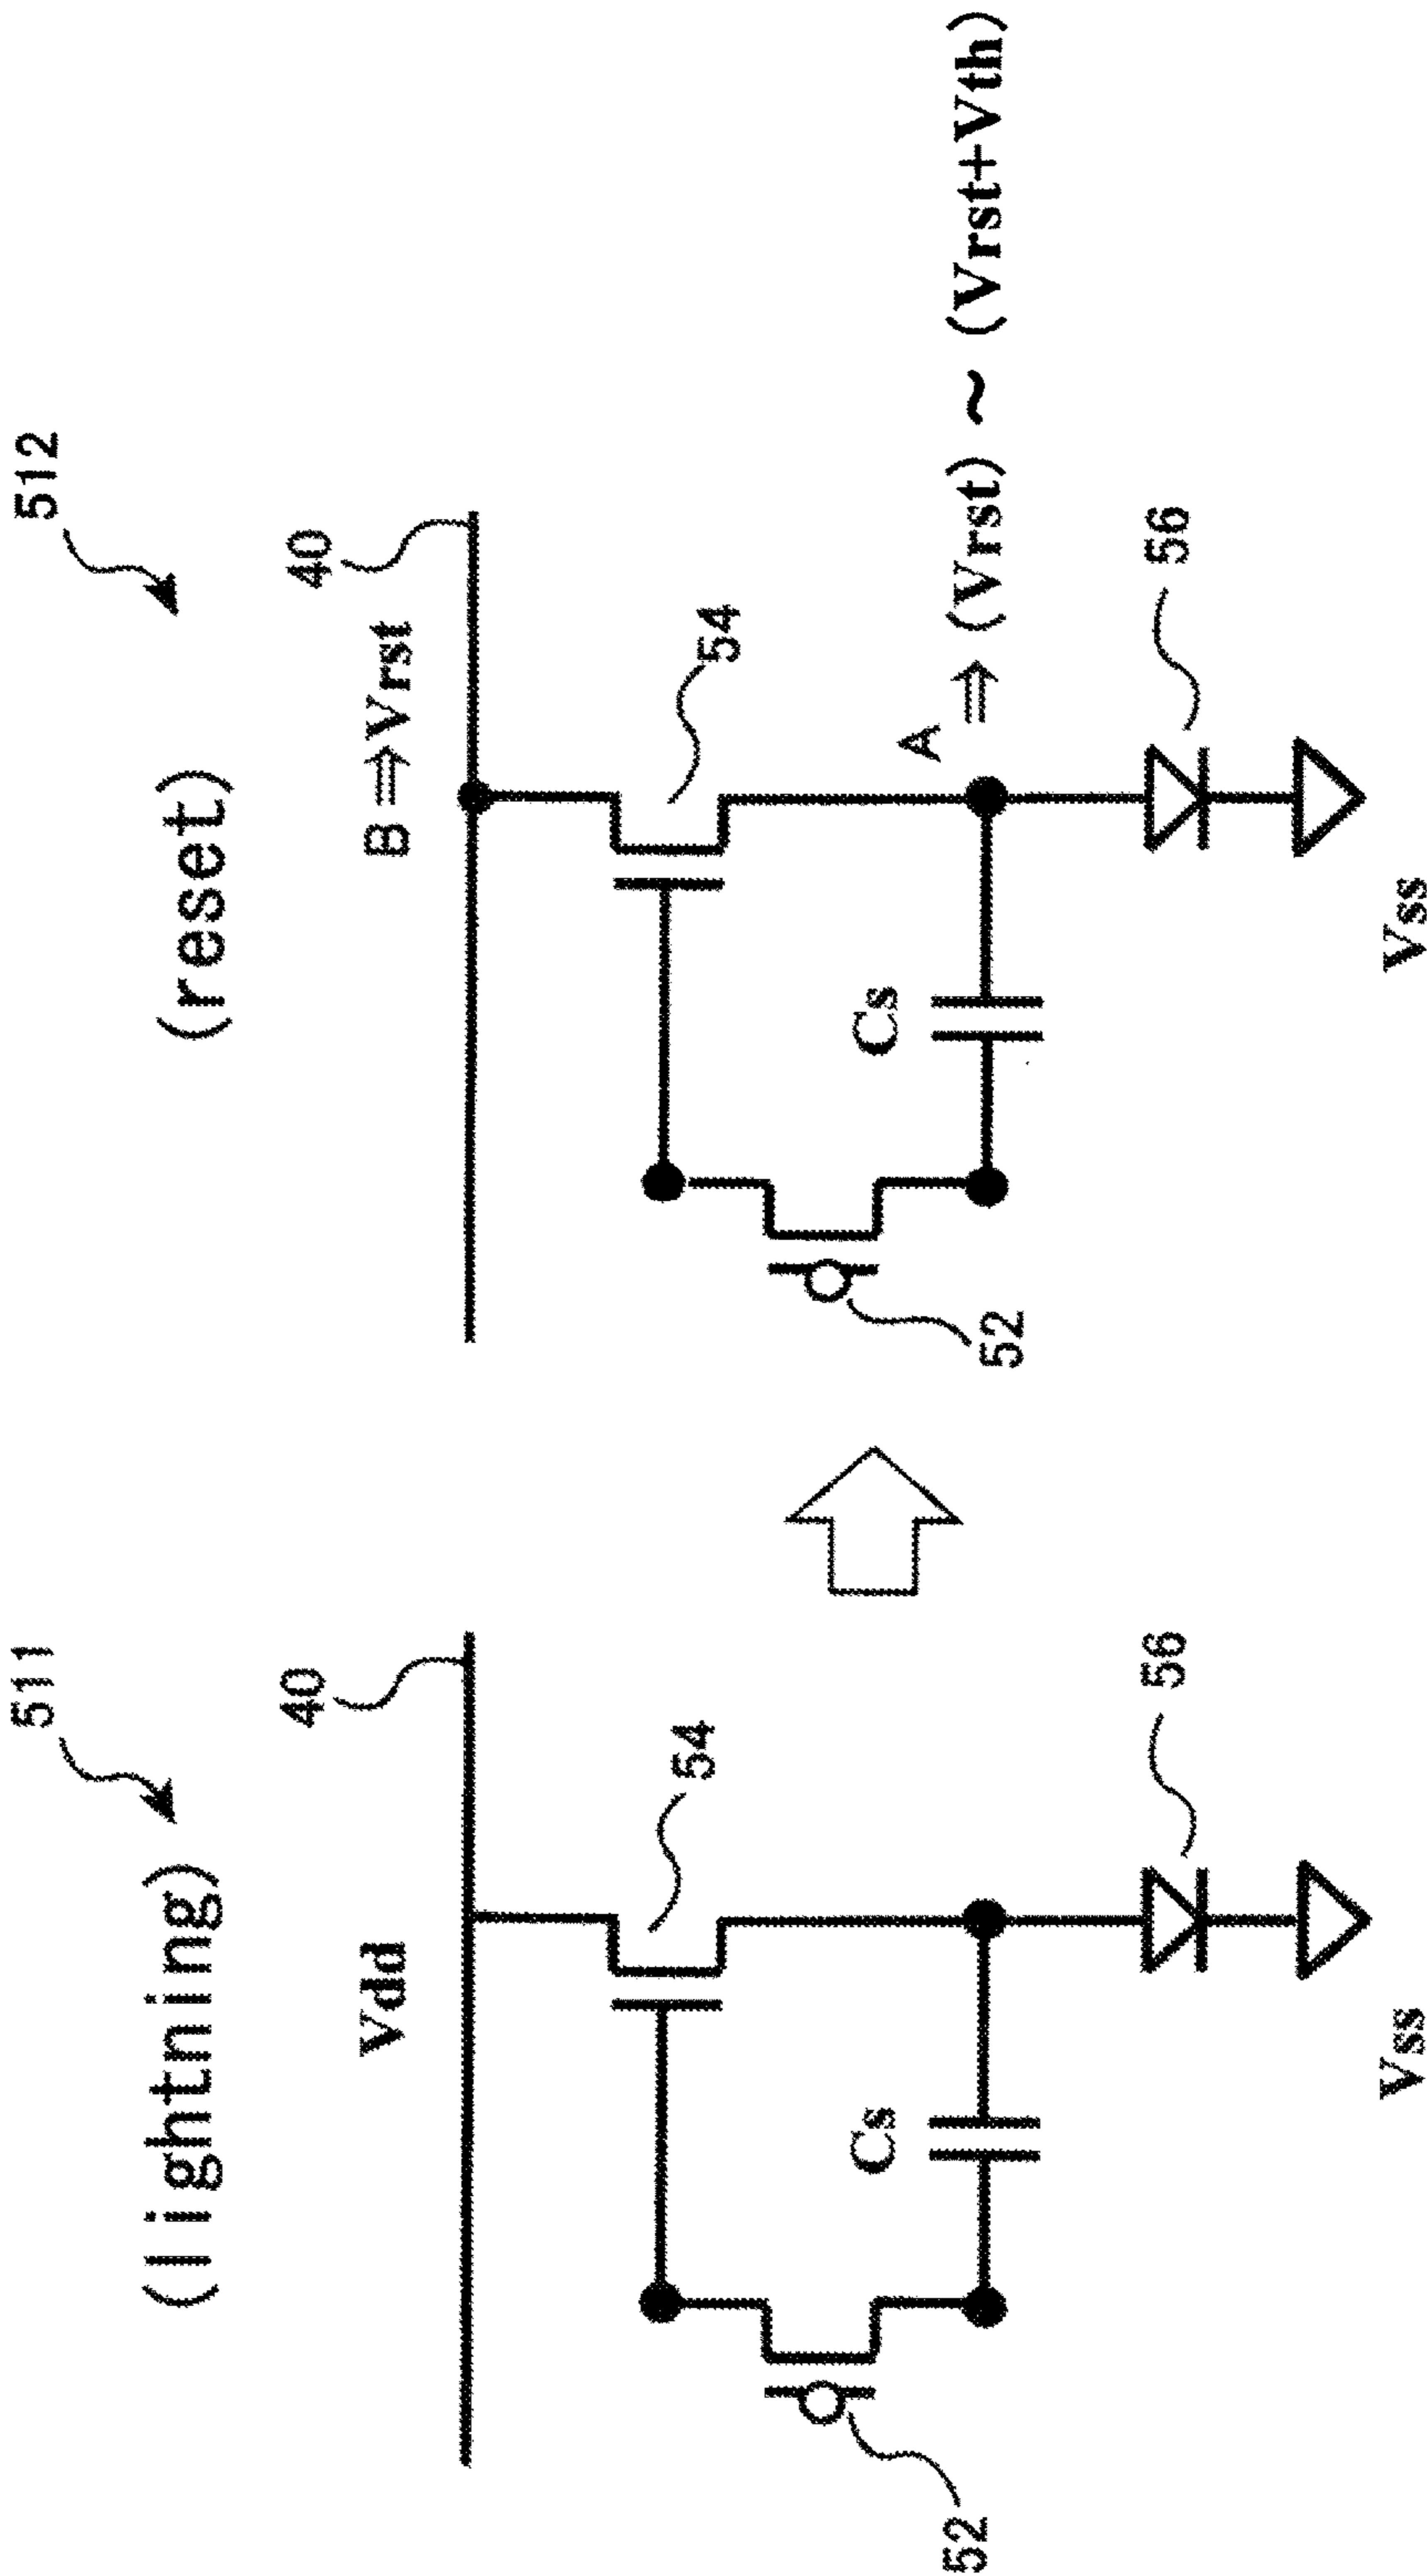 511
(lightning)
40
Vdd
54
Cs
52
56
Vss
512
(reset)
40
B ⇒Vrst
54
A ⇒ (Vrst) ~ (Vrst+Vth)
Cs
52
56
Vss